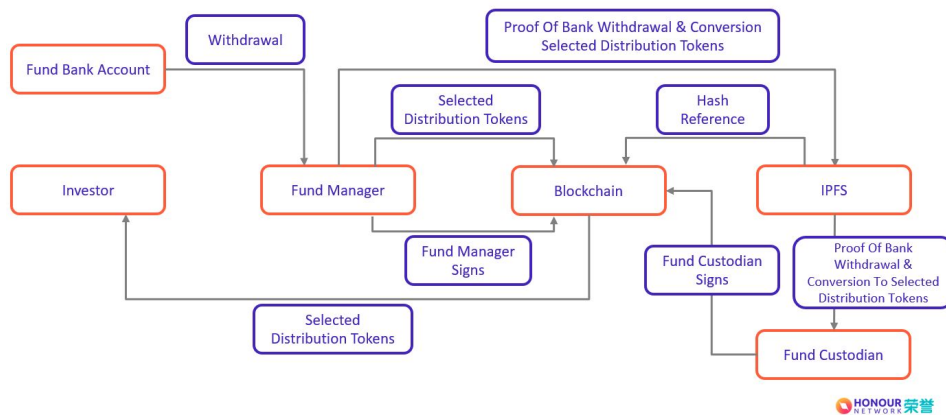 Withdrawal
Proof Of Bank Withdrawal & Conversion
Selected Distribution Tokens
Fund Bank Account
Selected
Distribution Tokens
Hash
Reference
Investor
Fund Manager
Blockchain
IPFS
Fund Manager
Signs
Fund Custodian
Signs
Proof Of Bank
Withdrawal &
Conversion To Selected
Distribution Tokens
Selected
Distribution Tokens
Fund Custodian
HONOUR
NETWORK 荣誉